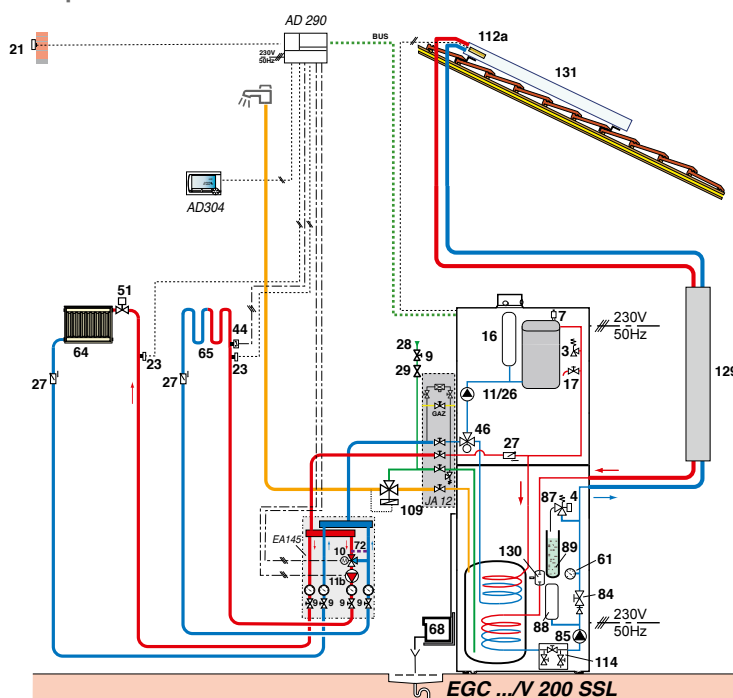 AD 290
BUS
112a
21
230V
50Hz
131
AD304
51
7
230V
50Hz
16
28
9
3
44
29
64
65
23
23
17
129
27
27
11/26
GAZ
46
27
87
4
JA 12
109
EA145
72
10
130
89
61
11b
84
9
9
9
9
88
68
230V
50Hz
85
114
EGC .../V 200 SSL